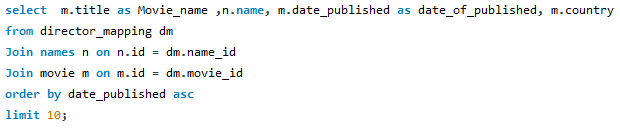 select  m.title as Movie_name ,n.name, m.date_published as date_of_published, m.country
from director_mapping dm
Join names n on n.id = dm.name_id
Join movie m on m.id = dm.movie_id
order by date_published asc
limit 10;